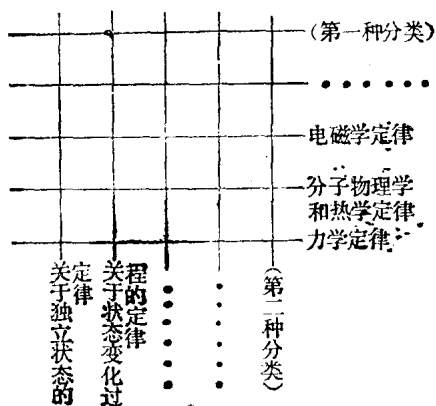 (第一种分类)
••••••
电磁学定律
分子物理学
和热学定律
力学定律
关于独立状态的
定律
关于状态变化过
程的定律
••••••
(第二种分类)